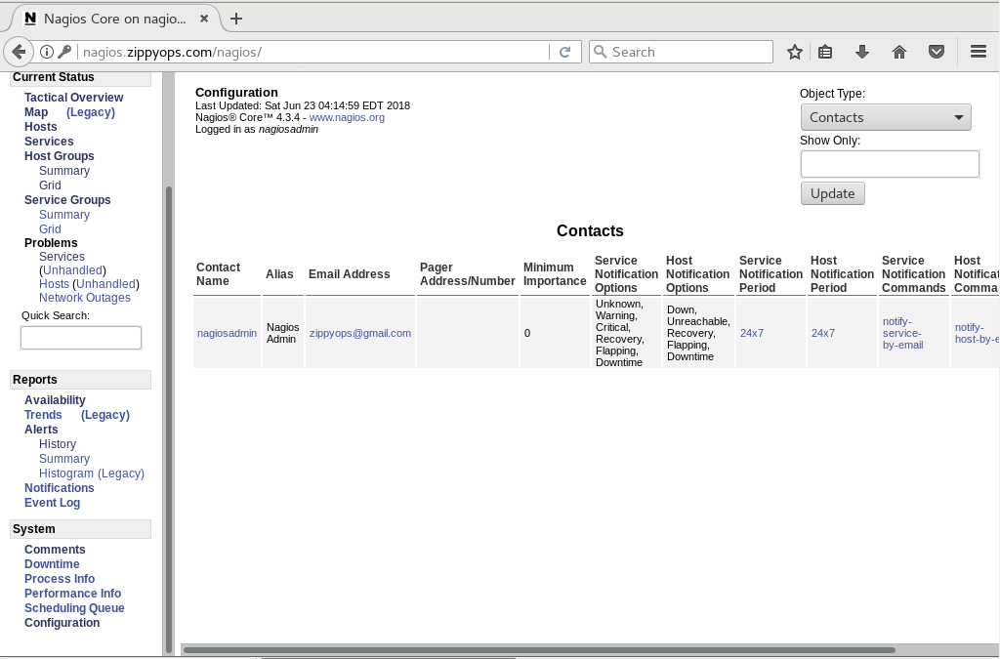 Nagios Core on nagio...
nagios.zippyops.com/nagios/
Search
Current Status
Tactical Overview
Map (Legacy)
Hosts
Services
Host Groups
Summary
Grid
Service Groups
Summary
Grid
Problems
Services
(Unhandled)
Hosts (Unhandled)
Network Outages
Quick Search:
Reports
Availability
Trends (Legacy)
Alerts
History
Summary
Histogram (Legacy)
Notifications
Event Log
System
Comments
Downtime
Process Info
Performance Info
Scheduling Queue
Configuration
Configuration
Last Updated: Sat Jun 23 04:14:59 EDT 2018
Nagios® Core™ 4.3.4 - www.nagios.org
Logged in as nagiosadmin
Object Type:
Contacts
Show Only:
Update
Contacts
Contact
Name
Alias
Email Address
Pager
Address/Number
Minimum
Importance
Service
Notification
Options
Host
Notification
Options
Service
Notification
Period
Host
Notification
Period
Service
Notification
Commands
Host
Notificat
Comma
nagiosadmin
Nagios
Admin
zippyops@gmail.com
0
Unknown,
Warning,
Critical,
Recovery,
Flapping,
Downtime
Down,
Unreachable,
Recovery,
Flapping,
Downtime
24x7
24x7
notify-
service-
by-email
notify-
host-by-e